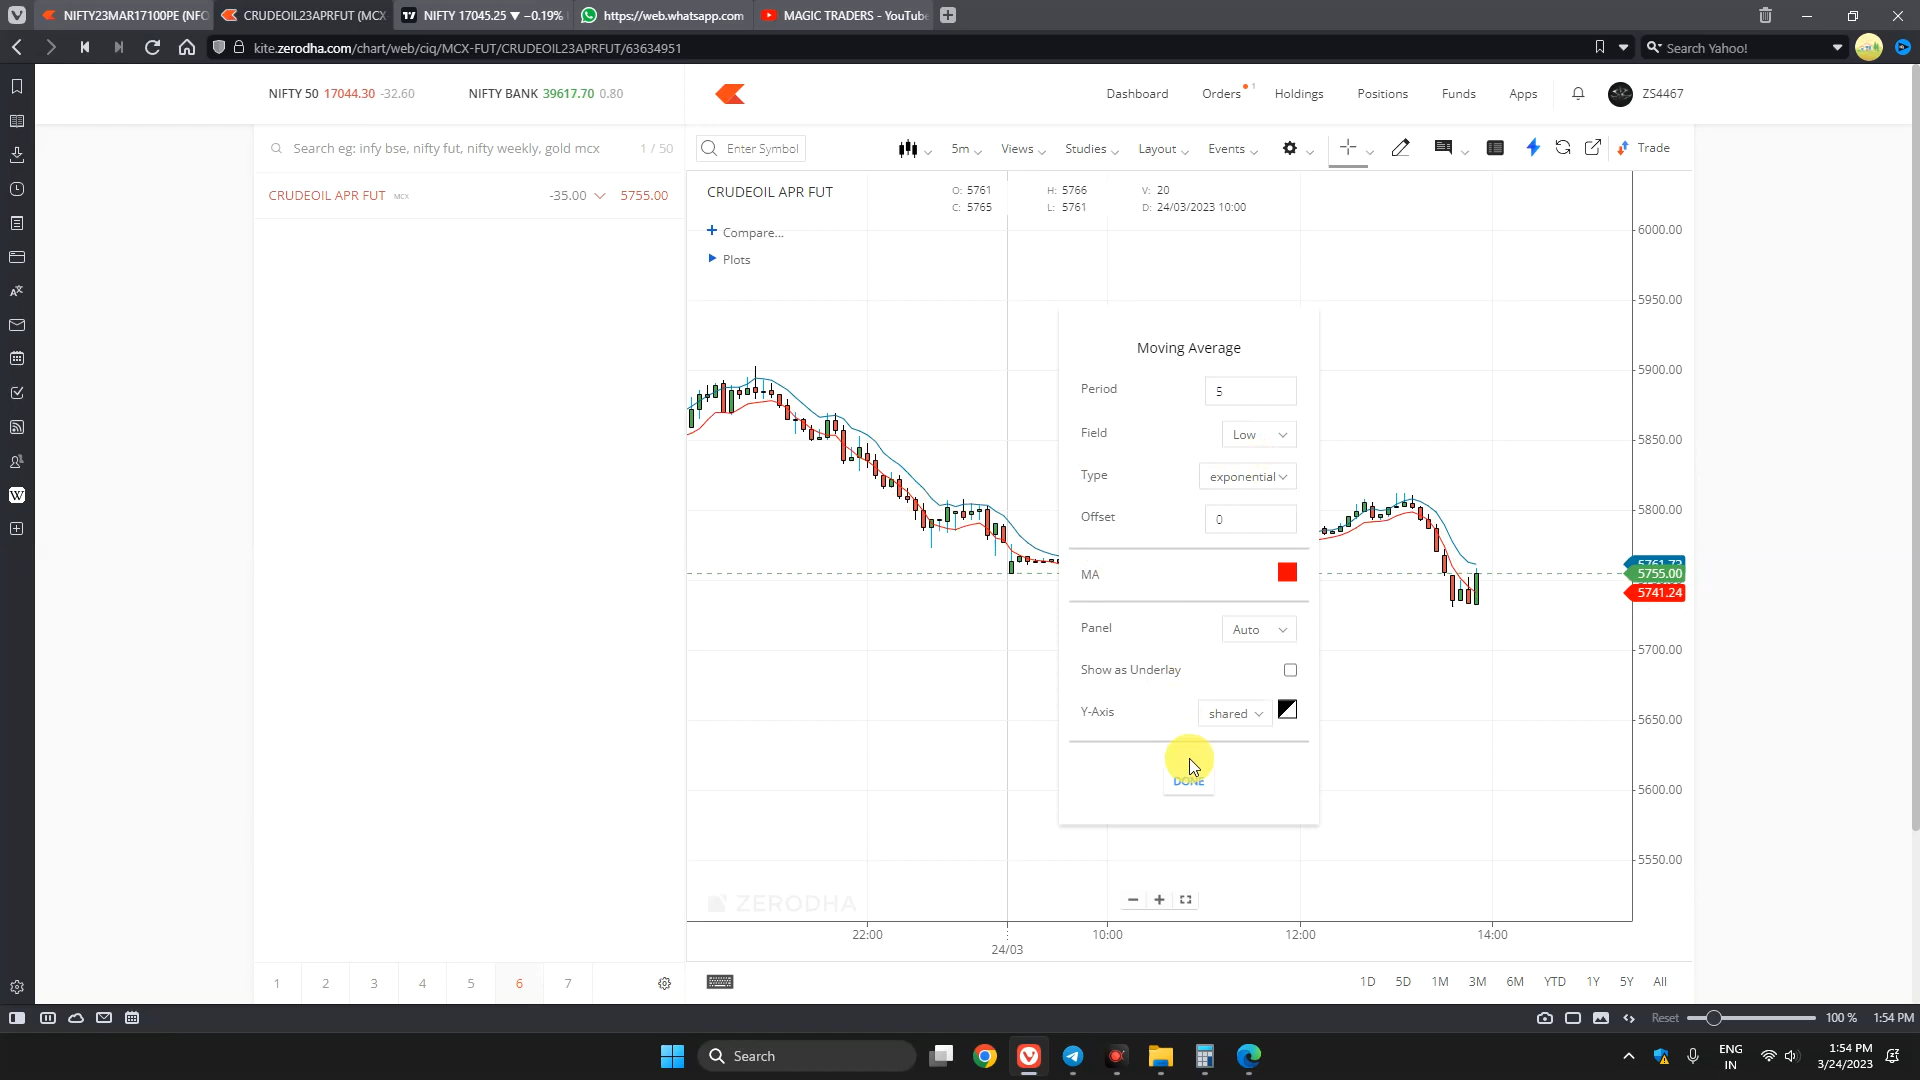 NIFTY23MAR17100PE (NFO
CRUDEOIL23APRFUT (MCX
NIFTY 17045.25 ▼ −0.19%
https://web.whatsapp.com
MAGIC TRADERS - YouTube
kite.zerodha.com/chart/web/ciq/MCX-FUT/CRUDEOIL23APRFUT/63634951
Search Yahoo!
NIFTY 50 17044.30 -32.60
NIFTY BANK 39617.70 0.80
Dashboard
Orders 1
Holdings
Positions
Funds
Apps
ZS4467
Search eg: infy bse, nifty fut, nifty weekly, gold mcx
1 / 50
Enter Symbol
5m
Views
Studies
Layout
Events
Trade
CRUDEOIL APR FUT MCX
-35.00
5755.00
CRUDEOIL APR FUT
O: 5761
H: 5766
V: 20
C: 5765
L: 5761
D: 24/03/2023 10:00
Compare...
Plots
6000.00
5950.00
5900.00
5850.00
5800.00
5761.73
5755.00
5741.24
5700.00
5650.00
5600.00
5550.00
Moving Average
Period
5
Field
Low
Type
exponential
Offset
0
MA
Panel
Auto
Show as Underlay
Y-Axis
shared
DONE
ZERODHA
22:00
24/03
10:00
12:00
14:00
1
2
3
4
5
6
7
1D
5D
1M
3M
6M
YTD
1Y
5Y
All
Reset
100 %
1:54 PM
Search
ENG
IN
1:54 PM
3/24/2023